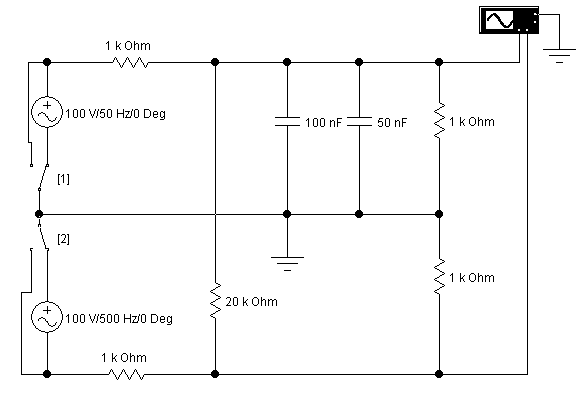 1 k Ohm
100 V/50 Hz/0 Deg
100 nF
50 nF
1 k Ohm
[1]
[2]
1 k Ohm
20 k Ohm
100 V/500 Hz/0 Deg
1 k Ohm